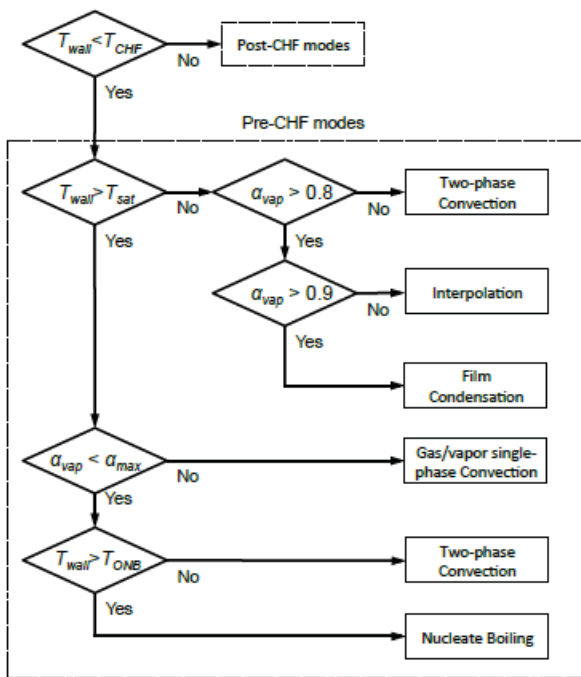 T_wall<T_CHF
No
Post-CHF modes
Yes
Pre-CHF modes
T_wall>T_sat
No
α_vap > 0.8
No
Two-phase
Convection
Yes
Yes
α_vap > 0.9
No
Interpolation
Yes
Film
Condensation
α_vap < α_max
No
Gas/vapor single-
phase Convection
Yes
T_wall>T_ONB
No
Two-phase
Convection
Yes
Nucleate Boiling